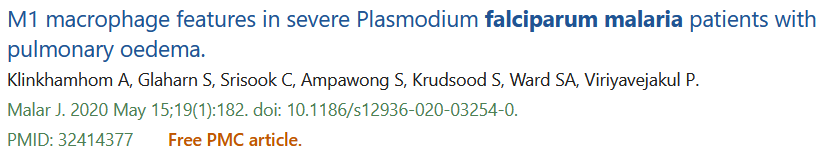 M1 macrophage features in severe Plasmodium falciparum malaria patients with
pulmonary oedema.
Klinkhamhom A, Glaharn S, Srisook C, Ampawong S, Krudsood S, Ward SA, Viriyavejakul P.
Malar J. 2020 May 15;19(1):182. doi: 10.1186/s12936-020-03254-0.
PMID: 32414377 Free PMC article.